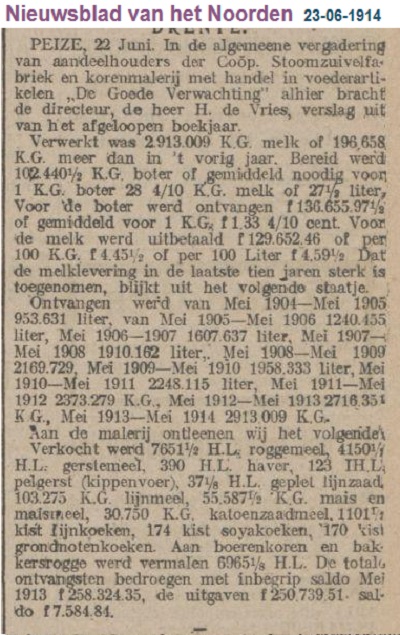 Nieuwsblad van het Noorden 23-06-1914
DRENTE.
PEIZE, 22 Juni. In de algemeene vergadering
van aandeelhouders der Coöp. Stoomzuivelfa-
briek en korenmalerij met handel in voederarti-
kelen „De Goede Verwachting" alhier bracht
de directeur, de heer H. de Vries, verslag uit
van het afgeloopen boekjaar.
Verwerkt was 2913.009 K.G. melk of 196.658
K.G. meer dan in 't vorig jaar. Bereid werd
102.440½ K.G. boter of gemiddeld noodig voor
1 K.G. boter 28 4/10 K.G. melk of 27½ liter.
Voor de boter werd ontvangen f 136.655.97½
of gemiddeld voor 1 K.G. f 1.33 4/10 cent. Voor
de melk werd uitbetaald f 129.652.46 of per
100 K.G. f 4.45½ of per 100 Liter f 4.59½ Dat
de melklevering in de laatste tien jaren sterk is
toegenomen, blijkt uit het volgende staatje.
Ontvangen werd van Mei 1904—Mei 1905
953.631 liter, van Mei 1905—Mei 1906 1240.455
liter, Mei 1906—1907 1607.637 liter, Mei 1907—
Mei 1908 1910.162 liter,. Mei 1908—Mei 1909
2169.729, Mei 1909—Mei 1910 1958.333 liter, Mei
1910—Mei 1911 2248.115 liter, Mei 1911—Mei
1912 2373.279 K.G., Mei 1912—Mei 1913 2716.351
K.G., Mei 1913—Mei 1914 2913.009 K.G.
Aan de malerij ontleenen wij het volgende:
Verkocht werd 7651½ H.L. roggemeel, 4150½
H.L. gerstemeel, 390 H.L. haver, 123 H.L.
pelgerst (kippenvoer), 37⅛ H.L. geplet lijnzaad,
103.275 K.G. lijnmeel, 55.587½ K.G. mais en
maismeel, 30.750 K.G. katoenzaadmeel, 1101
kist lijnkoeken, 174 kist soyakoeken, 170 kist
grondnotenkoeken. Aan boerenkoren en bak-
kersrogge werd vermalen 6965⅛ H.L. De totale
ontvangsten bedroegen met inbegrip saldo Mei
1913 f 258.324.35, de uitgaven f 250.739.51. sal-
do f 7.584.84.